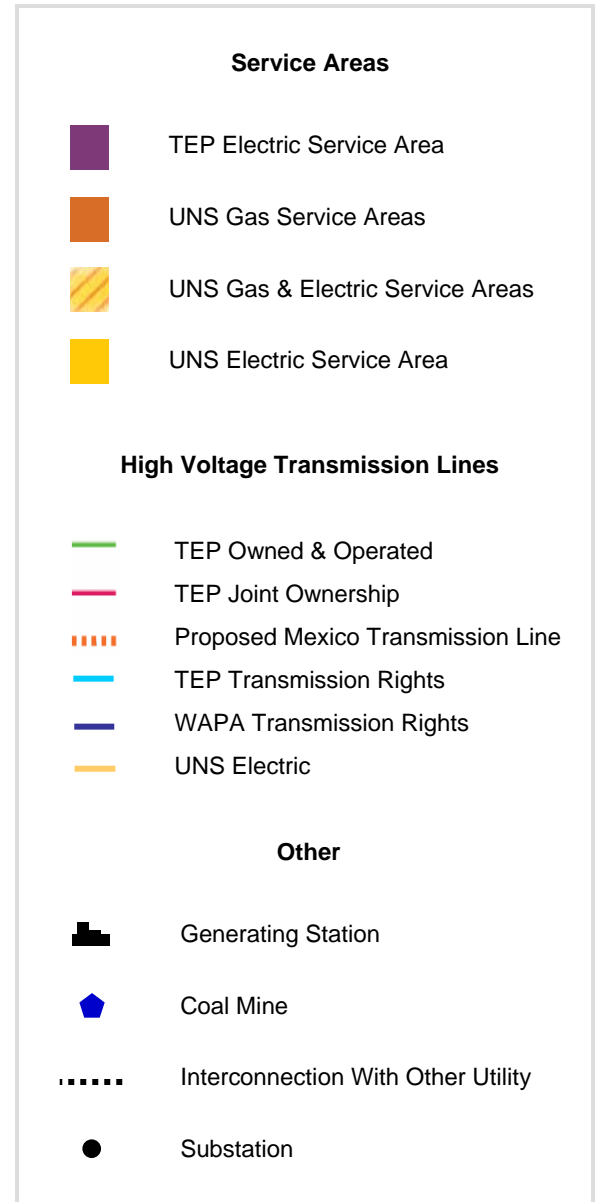 Service Areas
TEP Electric Service Area
UNS Gas Service Areas
UNS Gas & Electric Service Areas
UNS Electric Service Area
High Voltage Transmission Lines
TEP Owned & Operated
TEP Joint Ownership
Proposed Mexico Transmission Line
TEP Transmission Rights
WAPA Transmission Rights
UNS Electric
Other
Generating Station
Coal Mine
Interconnection With Other Utility
Substation